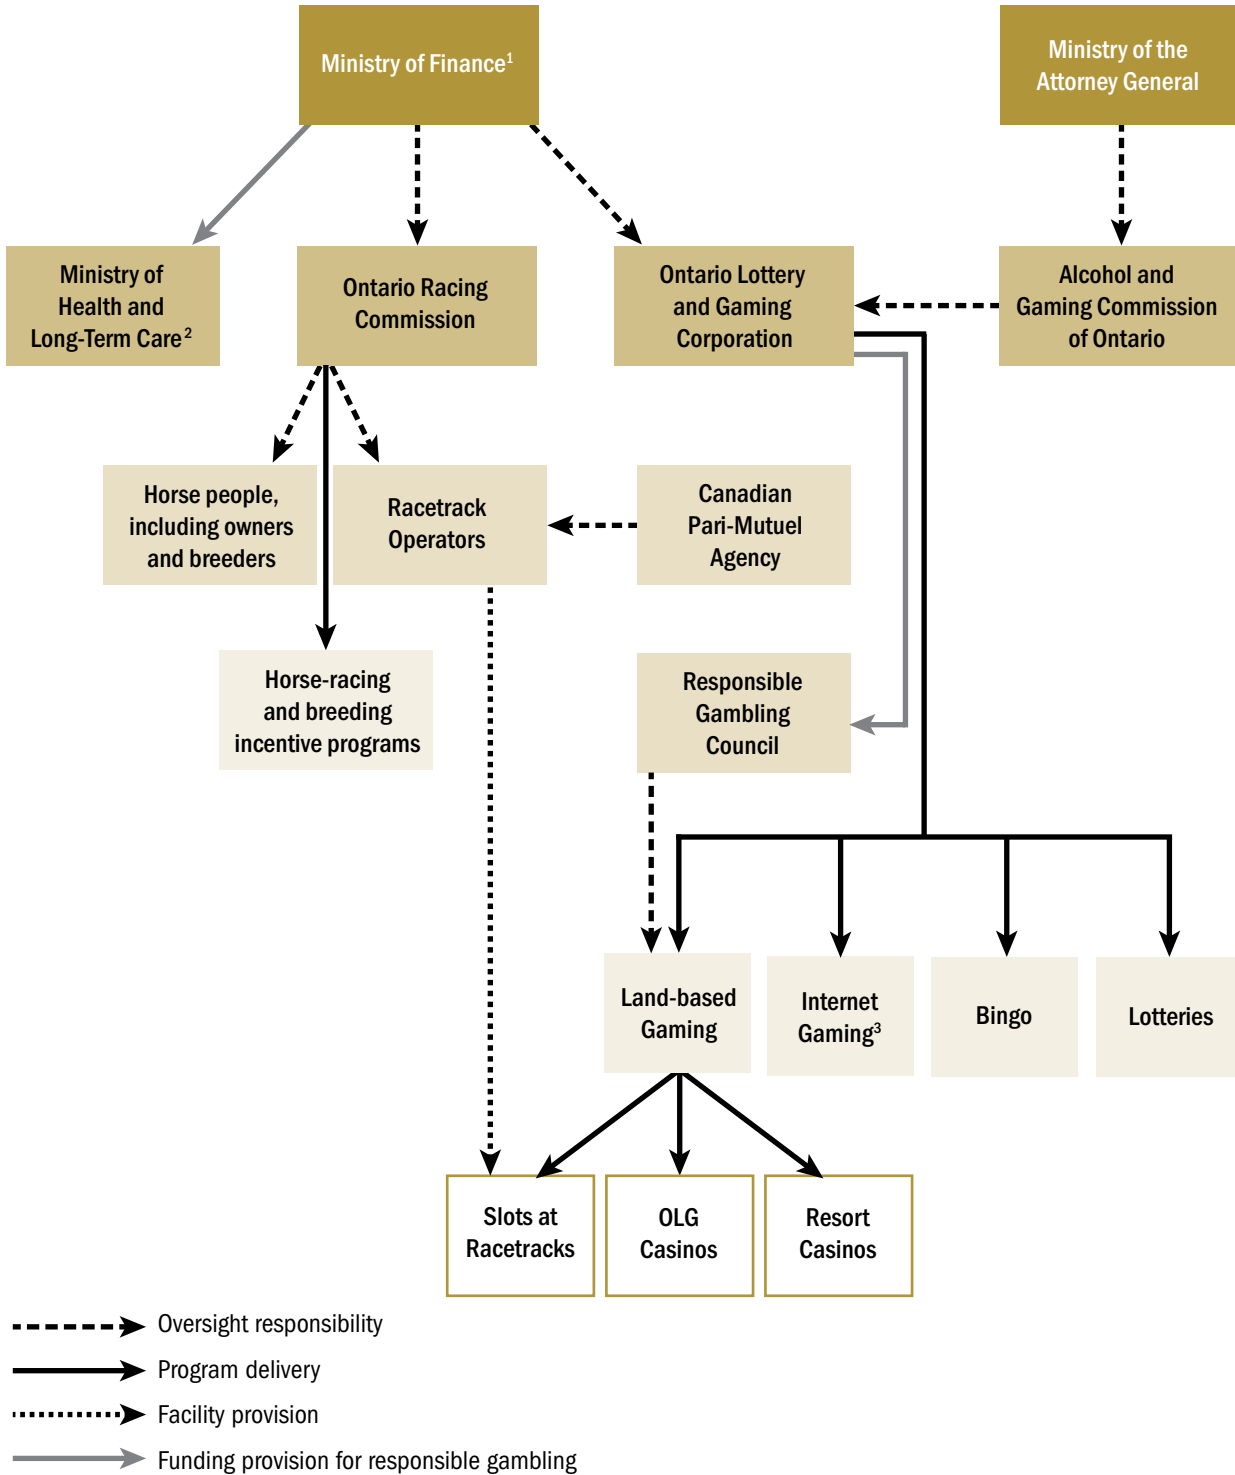 Ministry of Finance1
Ministry of the
Attorney General
Ministry of
Health and
Long-Term Care2
Ontario Racing
Commission
Ontario Lottery
and Gaming
Corporation
Alcohol and
Gaming Commission
of Ontario
Horse people,
including owners
and breeders
Racetrack
Operators
Canadian
Pari-Mutuel
Agency
Horse-racing
and breeding
incentive programs
Responsible
Gambling
Council
Land-based
Gaming
Internet
Gaming3
Bingo
Lotteries
Slots at
Racetracks
OLG
Casinos
Resort
Casinos
Oversight responsibility
Program delivery
Facility provision
Funding provision for responsible gambling